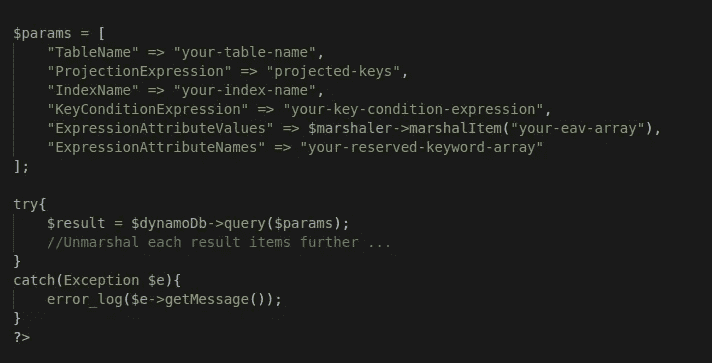 $params = [
"TableName" => "your-table-name",
"ProjectionExpression" => "projected-keys",
"IndexName" => "your-index-name",
"KeyConditionExpression" => "your-key-condition-expression",
"ExpressionAttributeValues" => $marshaler->marshalItem("your-eav-array"),
"ExpressionAttributeNames" => "your-reserved-keyword-array"
];
try{
$result = $dynamoDb->query($params);
//Unmarshal each result items further ...
}
catch(Exception $e){
error_log($e->getMessage());
}
?>